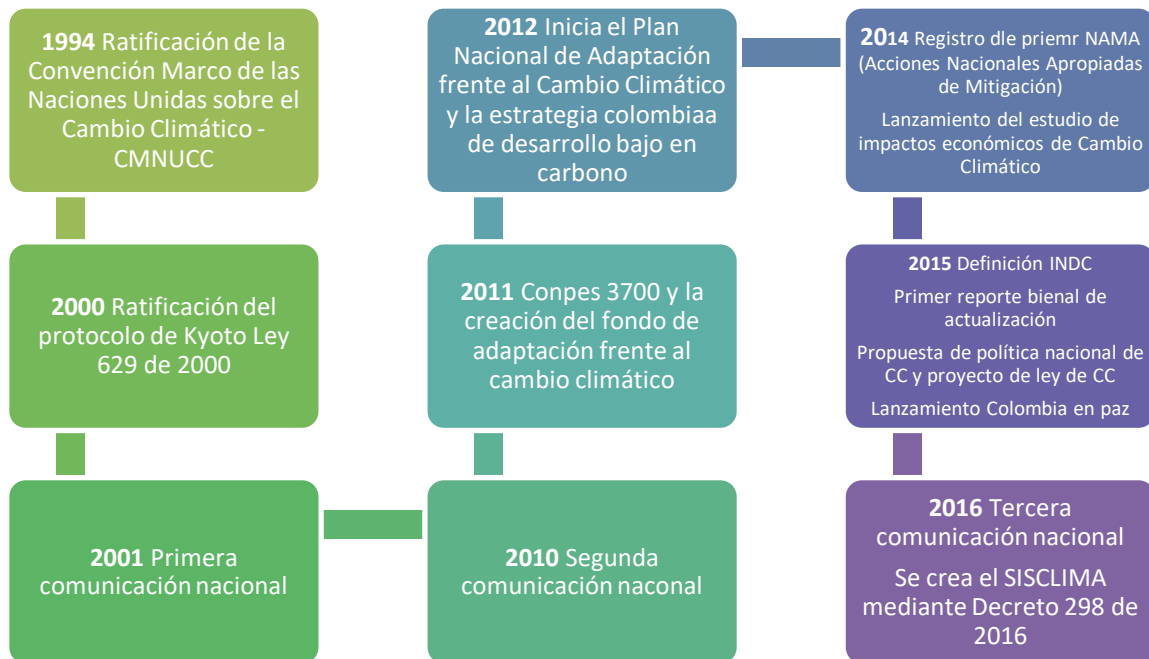 1994 Ratificación de la
Convención Marco de las
Naciones Unidas sobre el
Cambio Climático -
CMNUCC
2000 Ratificación del
protocolo de Kyoto Ley
629 de 2000
2001 Primera
comunicación nacional
2010 Segunda
comunicación naconal
2011 Conpes 3700 y la
creación del fondo de
adaptación frente al
cambio climático
2012 Inicia el Plan
Nacional de Adaptación
frente al Cambio Climático
y la estrategia colombiaa
de desarrollo bajo en
carbono
2014 Registro dle priemr NAMA
(Acciones Nacionales Apropiadas
de Mitigación)
Lanzamiento del estudio de
impactos económicos de Cambio
Climático
2015 Definición INDC
Primer reporte bienal de
actualización
Propuesta de política nacional de
CC y proyecto de ley de CC
Lanzamiento Colombia en paz
2016 Tercera
comunicación nacional
Se crea el SISCLIMA
mediante Decreto 298 de
2016